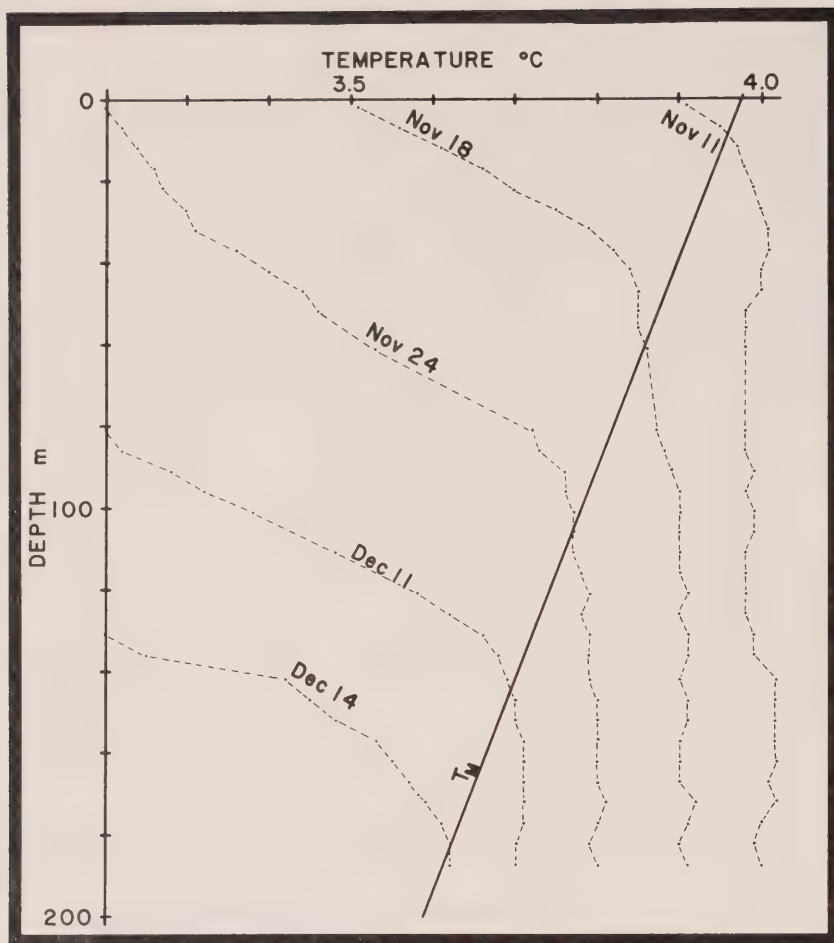 TEMPERATURE °C
3.5 4.0
0
Nov 18
Nov 11
Nov 24
DEPTH m
100
Dec 11
Dec 14
TM
200